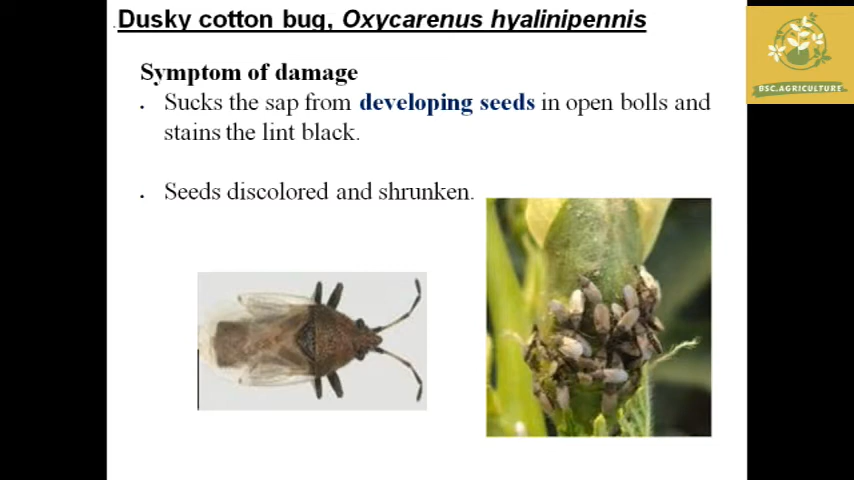 Dusky cotton bug, Oxycarenus hyalinipennis
BSC.AGRICULTURE
Symptom of damage
• Sucks the sap from developing seeds in open bolls and
stains the lint black.
• Seeds discolored and shrunken.